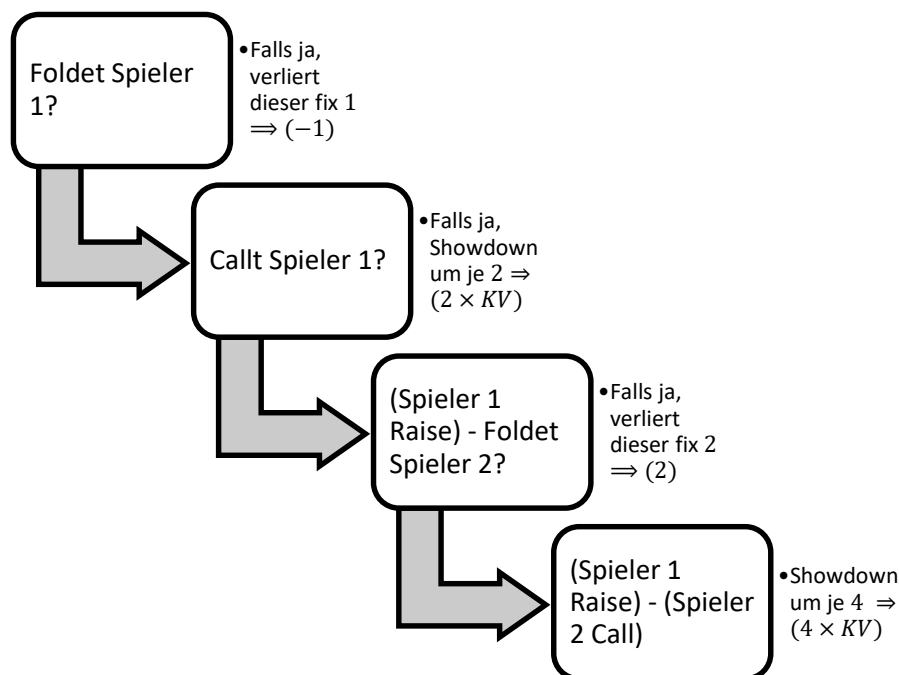 Foldet Spieler
1?
•Falls ja,
verliert
dieser fix 1
⟹ (−1)
Callt Spieler 1?
•Falls ja,
Showdown
um je 2 ⇒
(2 × KV)
(Spieler 1
Raise) - Foldet
Spieler 2?
•Falls ja,
verliert
dieser fix 2
⟹ (2)
(Spieler 1
Raise) - (Spieler
2 Call)
•Showdown
um je 4 ⇒
(4 × KV)